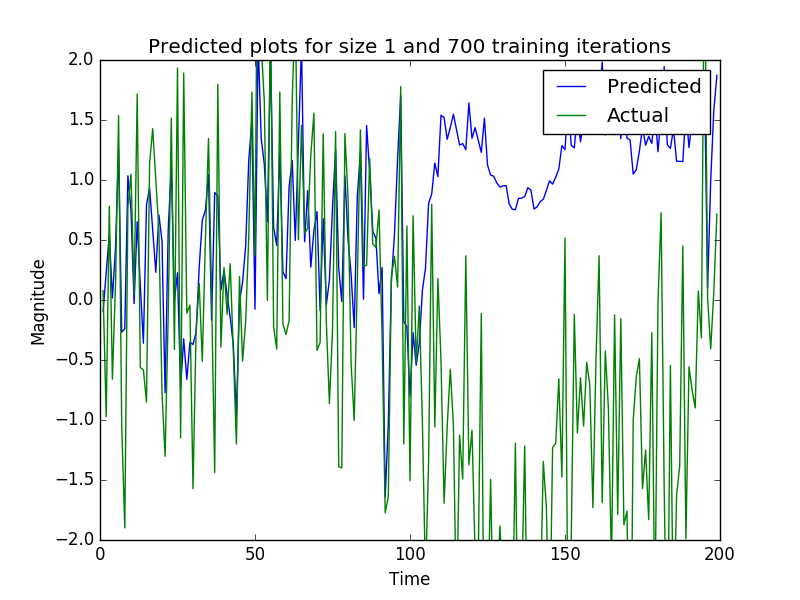 Predicted plots for size 1 and 700 training iterations
Predicted
Actual
2.0
1.5
1.0
0.5
0.0
−0.5
−1.0
−1.5
−2.0
Magnitude
0 50 100 150 200
Time